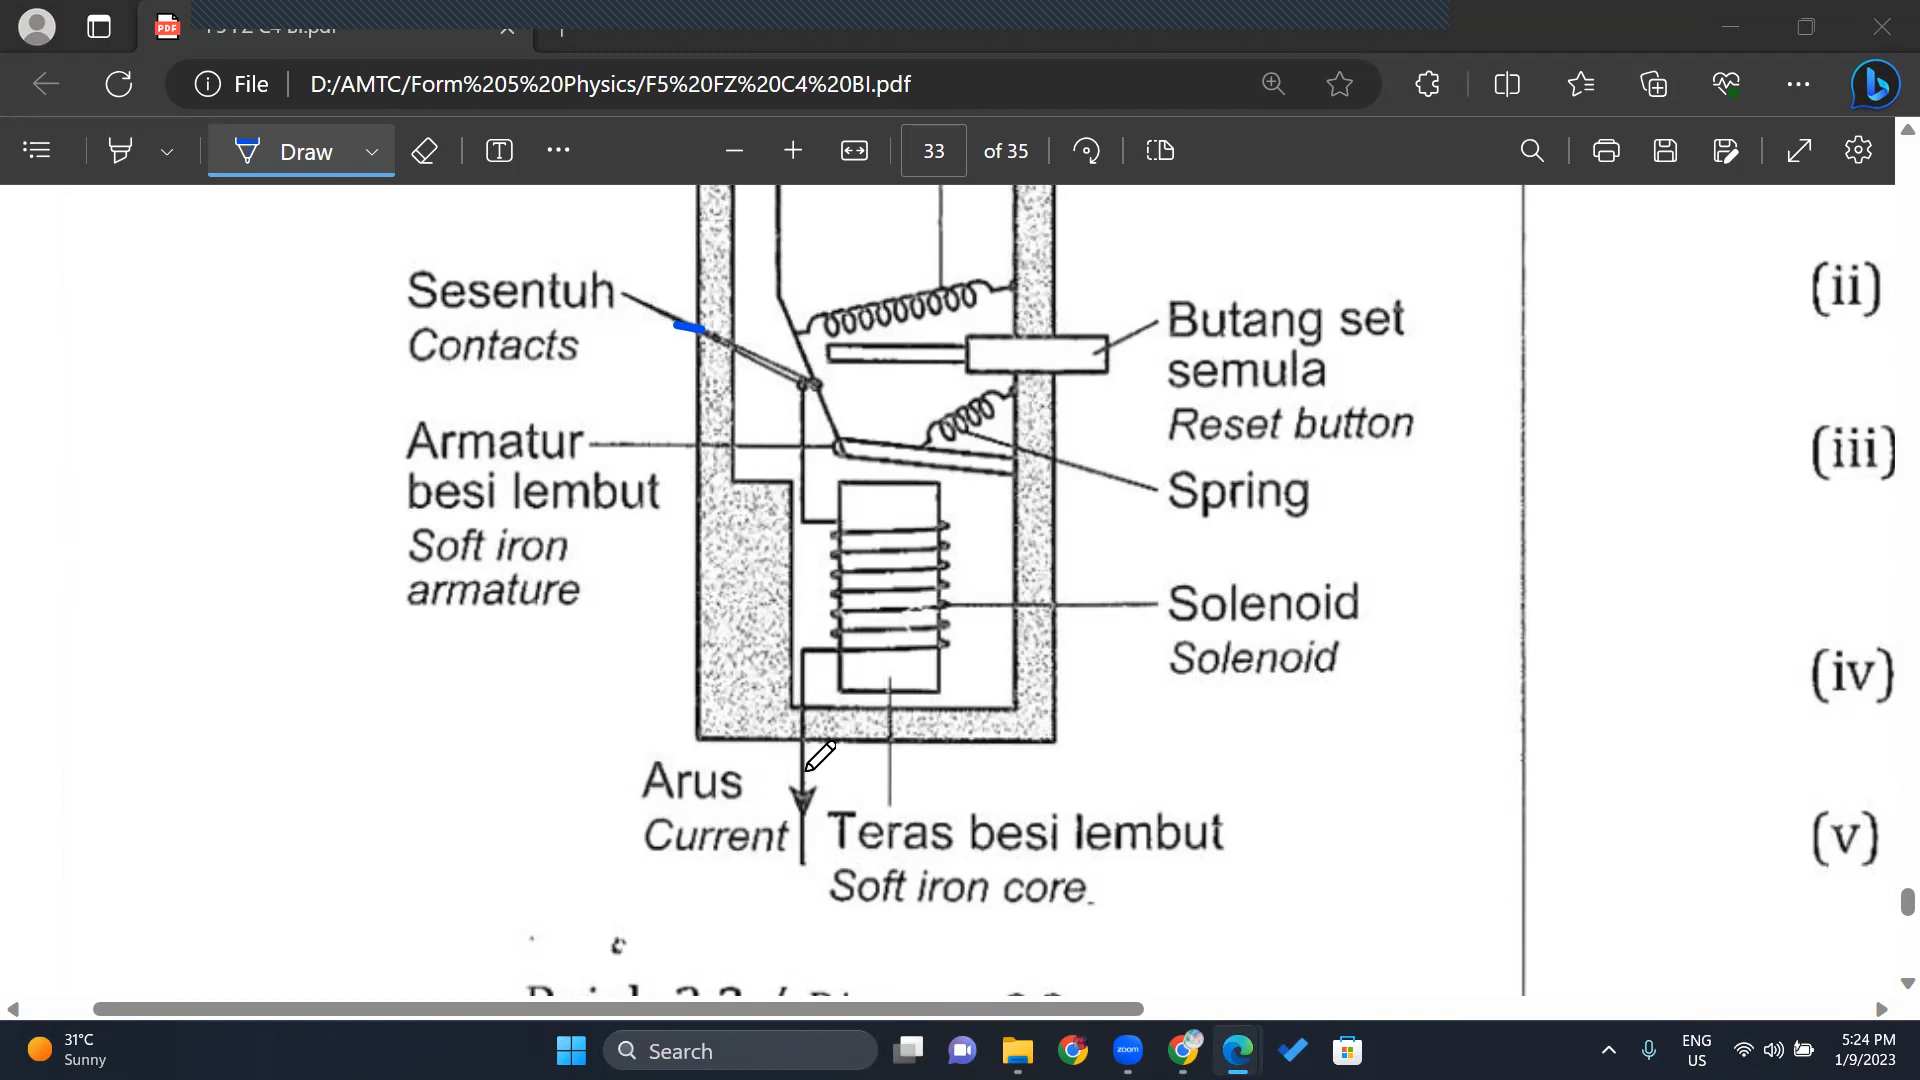 File
D:/AMTC/Form%205%20Physics/F5%20FZ%20C4%20BI.pdf
Draw
33 of 35
Sesentuh
Contacts
Butang set
semula
Reset button
Armatur
besi lembut
Soft iron
armature
Spring
Solenoid
Solenoid
Arus
Current
Teras besi lembut
Soft iron core
(ii)
(iii)
(iv)
(v)
31°C
Sunny
Search
zoom
ENG
US
5:24 PM
1/9/2023